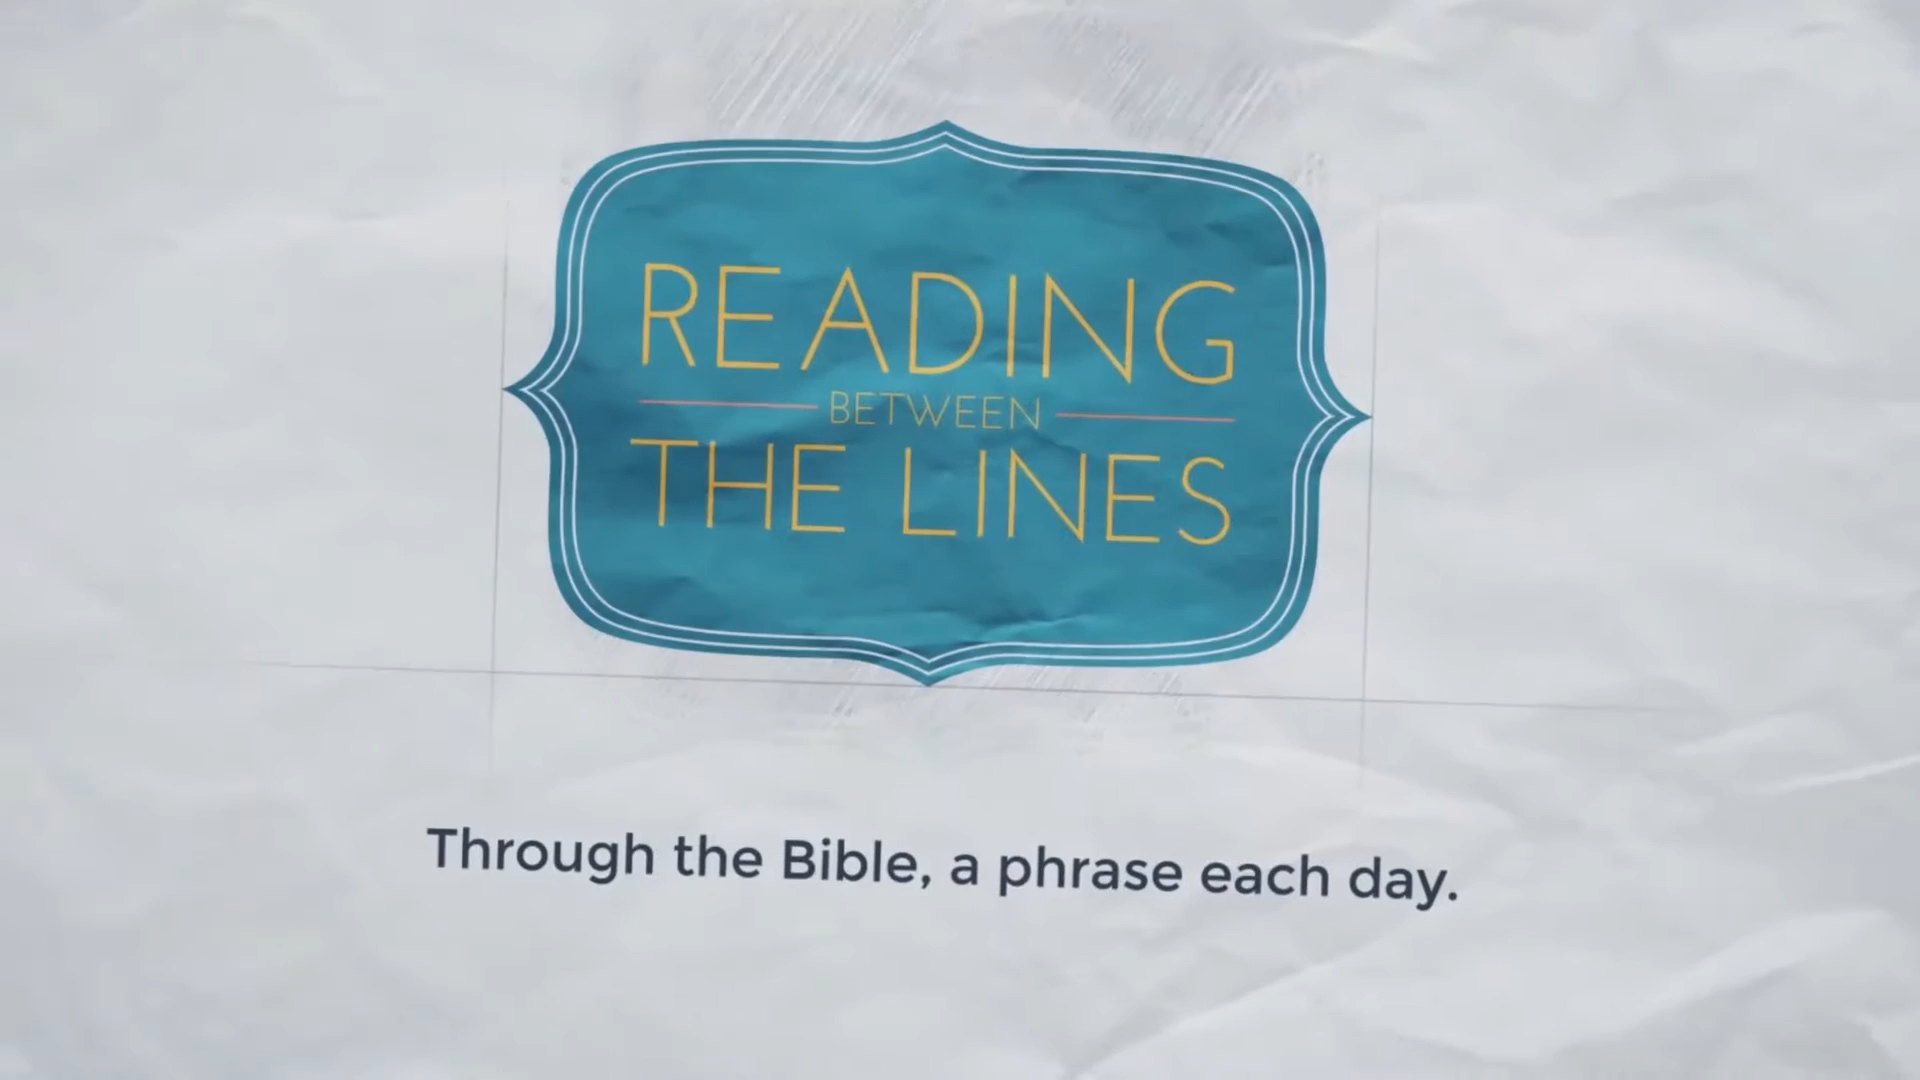 READING
BETWEEN
THE LINES
Through the Bible, a phrase each day.